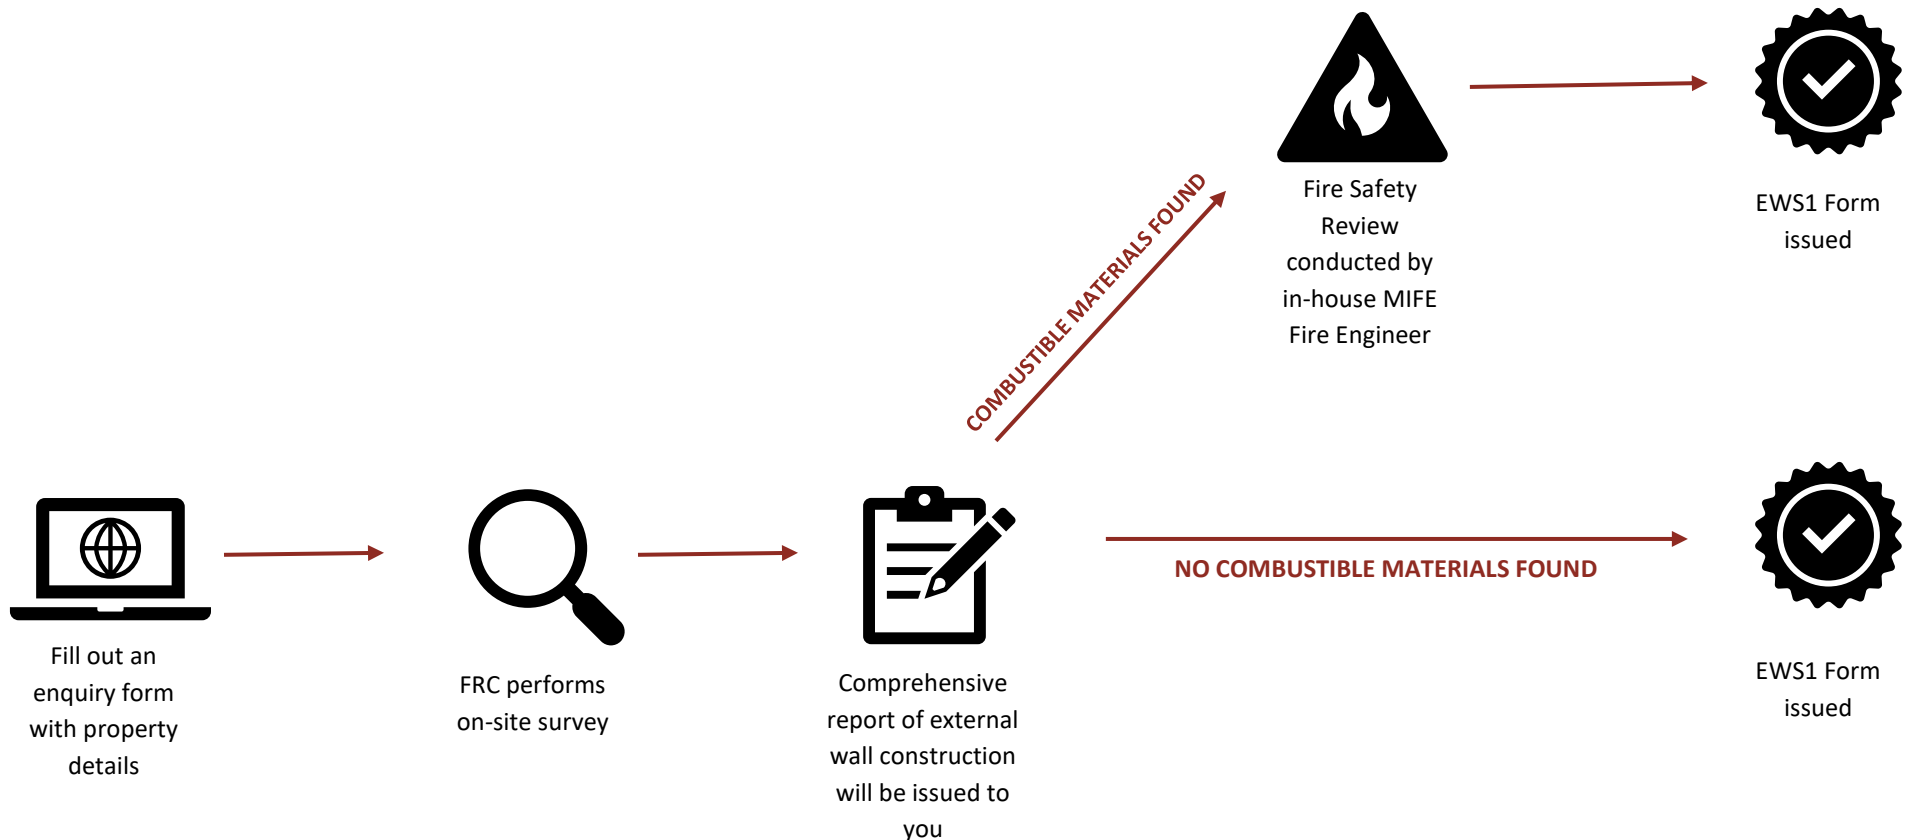 Fill out an
enquiry form
with property
details
FRC performs
on-site survey
Comprehensive
report of external
wall construction
will be issued to
you
COMBUSTIBLE MATERIALS FOUND
Fire Safety
Review
conducted by
in-house MIFE
Fire Engineer
EWS1 Form
issued
NO COMBUSTIBLE MATERIALS FOUND
EWS1 Form
issued